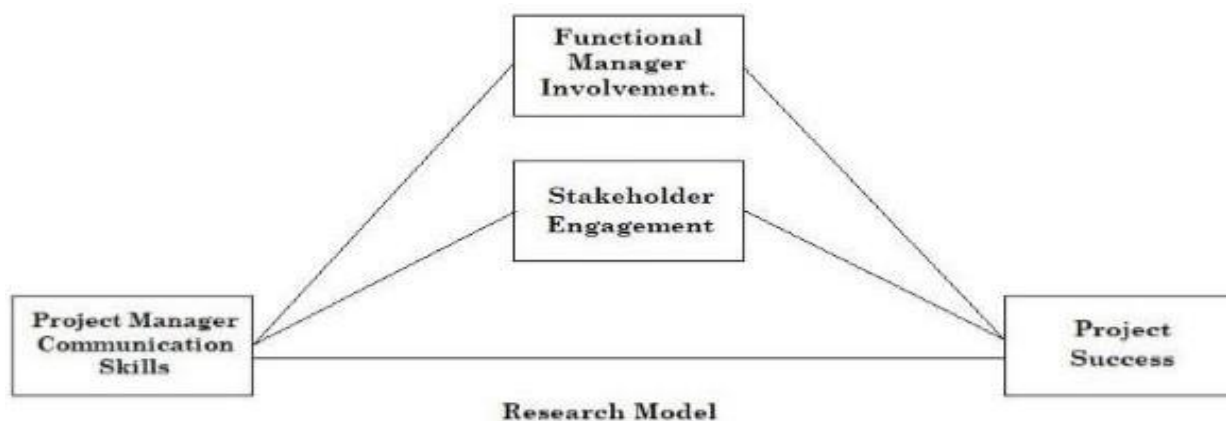 Functional
Manager
Involvement.
Stakeholder
Engagement
Project Manager
Communication
Skills
Project
Success
Research Model